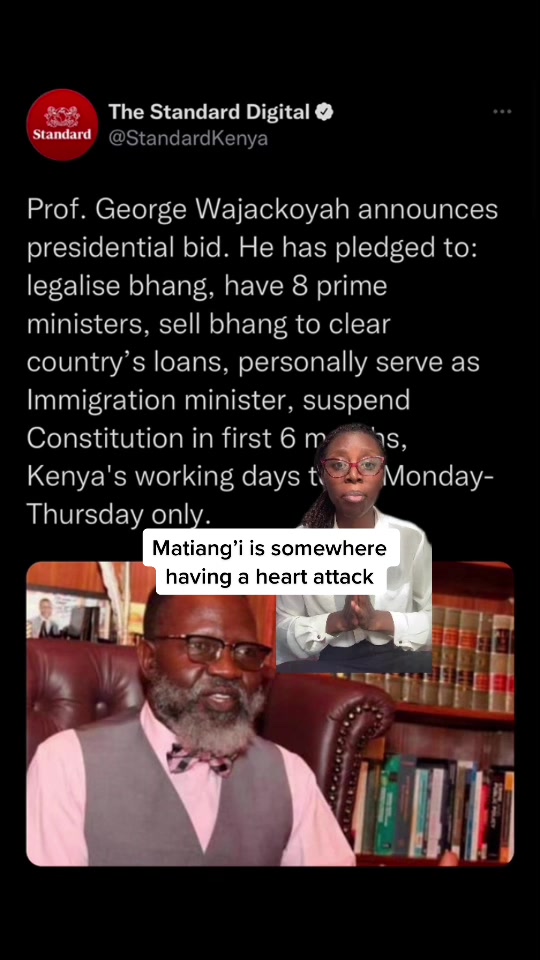 The Standard Digital
Standard
@StandardKenya
Prof. George Wajackoyah announces
presidential bid. He has pledged to:
legalise bhang, have 8 prime
ministers, sell bhang to clear
country's loans, personally serve as
Immigration minister, suspend
Constitution in first 6
Kenya's working days Monday-
Thursday only.
Matiang'i is somewhere
having a heart attack